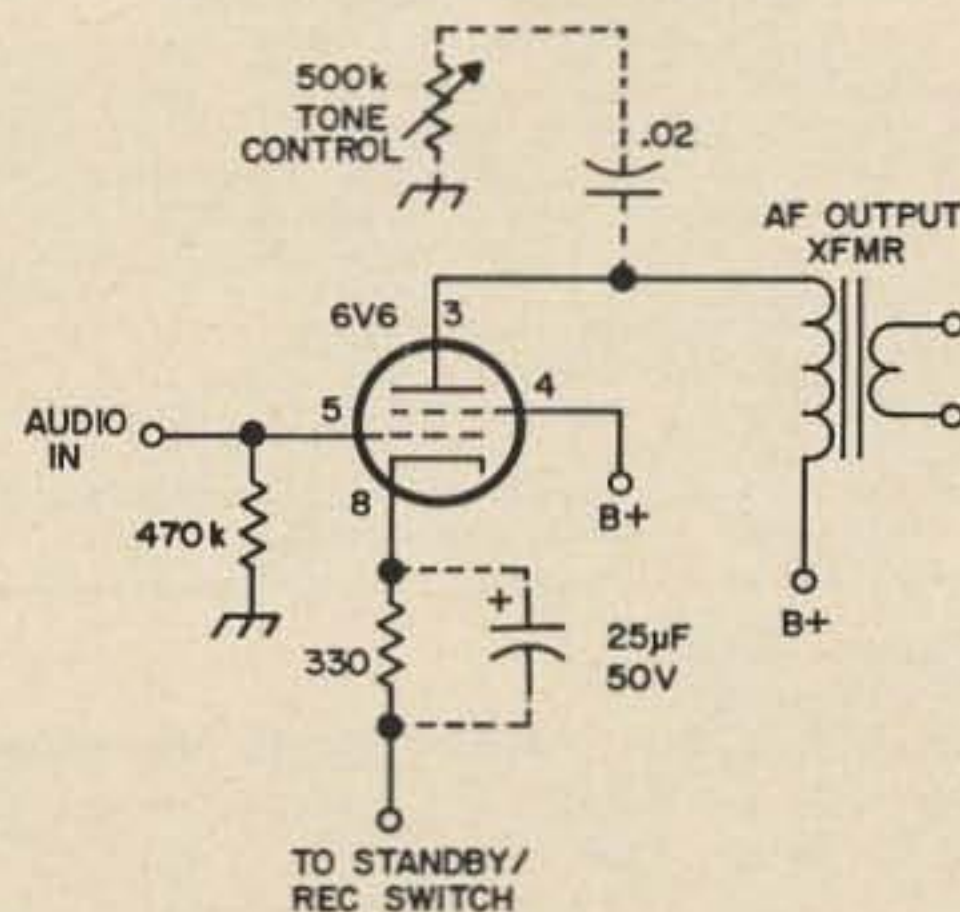 500k
TONE
CONTROL
.02
AF OUTPUT
XFMR
6V6
3
4
5
AUDIO
IN
8
B+
470k
+
330
25µF
50V
B+
TO STANDBY/
REC SWITCH